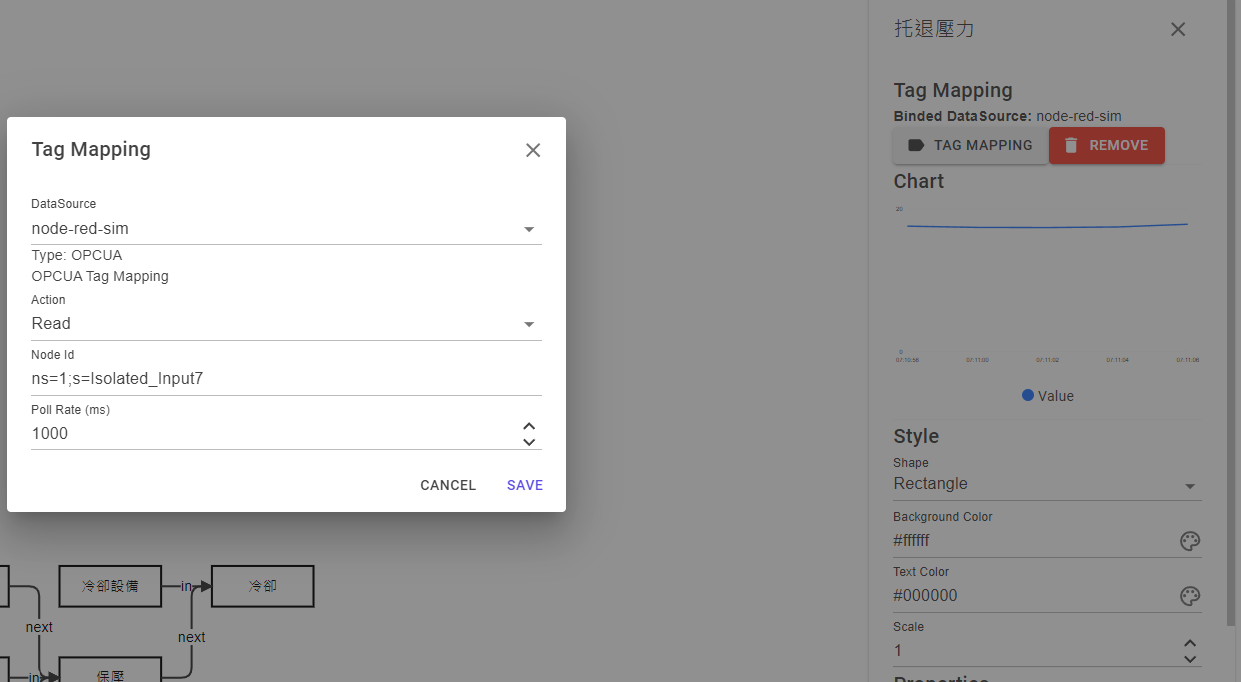 Tag Mapping
DataSource
node-red-sim
Type: OPCUA
OPCUA Tag Mapping
Action
Read
Node Id
ns=1;s=Isolated_Input7
Poll Rate (ms)
1000
CANCEL SAVE
冷卻設備
in
冷卻
next
next
in
保壓
托退壓力
Tag Mapping
Binded DataSource: node-red-sim
TAG MAPPING
REMOVE
Chart
20
0
07:10:58 07:11:00 07:11:02 07:11:04 07:11:06
Value
Style
Shape
Rectangle
Background Color
#ffffff
Text Color
#000000
Scale
1
Properties